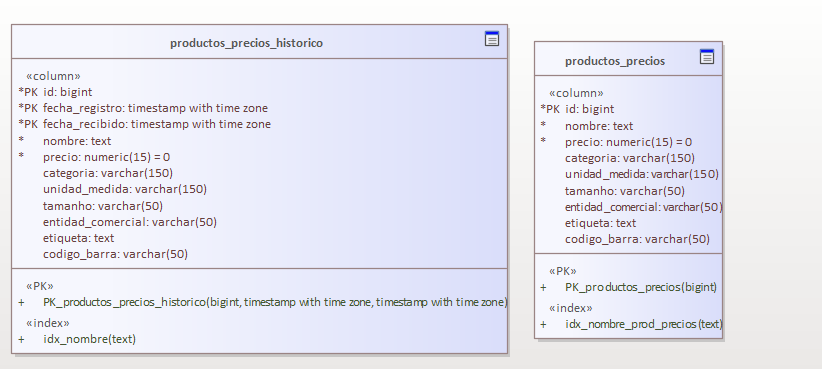 productos_precios_historico
«column»
*PK id: bigint
*PK fecha_registro: timestamp with time zone
*PK fecha_recibido: timestamp with time zone
* nombre: text
* precio: numeric(15) = 0
categoria: varchar(150)
unidad_medida: varchar(150)
tamanho: varchar(50)
entidad_comercial: varchar(50)
etiqueta: text
codigo_barra: varchar(50)
«PK»
+ PK_productos_precios_historico(bigint, timestamp with time zone, timestamp with time zone)
«index»
+ idx_nombre(text)
productos_precios
«column»
*PK id: bigint
* nombre: text
* precio: numeric(15) = 0
categoria: varchar(150)
unidad_medida: varchar(150)
tamanho: varchar(50)
entidad_comercial: varchar(50)
etiqueta: text
codigo_barra: varchar(50)
«PK»
+ PK_productos_precios(bigint)
«index»
+ idx_nombre_prod_precios(text)